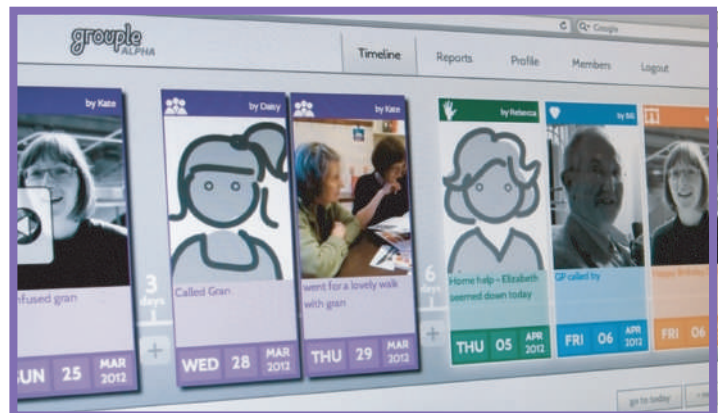 Google
grouple
ALPHA
Timeline
Reports
Profile
Members
Logout
by Kate
nfused gran
SUN 25 MAR 2012
3 days
+
by Daisy
Called Gran
WED 28 MAR 2012
by Kate
went for a lovely walk
with gran
THU 29 MAR 2012
6 days
+
by Rebecca
Home help - Elizabeth
seemed down today
THU 05 APR 2012
by Bill
GP called try
FRI 06 APR 2012
Happy Birthday
FRI 06
go to today